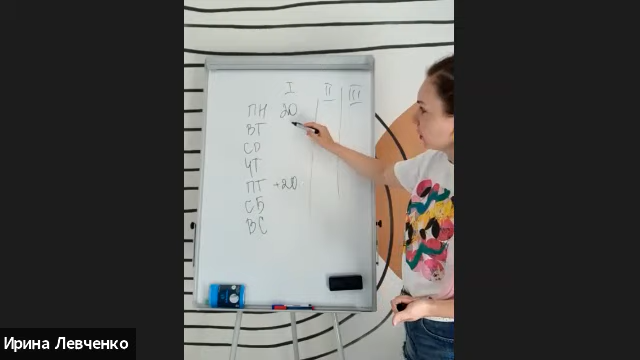 I II III
ПН 20
ВТ
СР
ЧТ
ПТ →20
СБ
ВС
Ирина Левченко